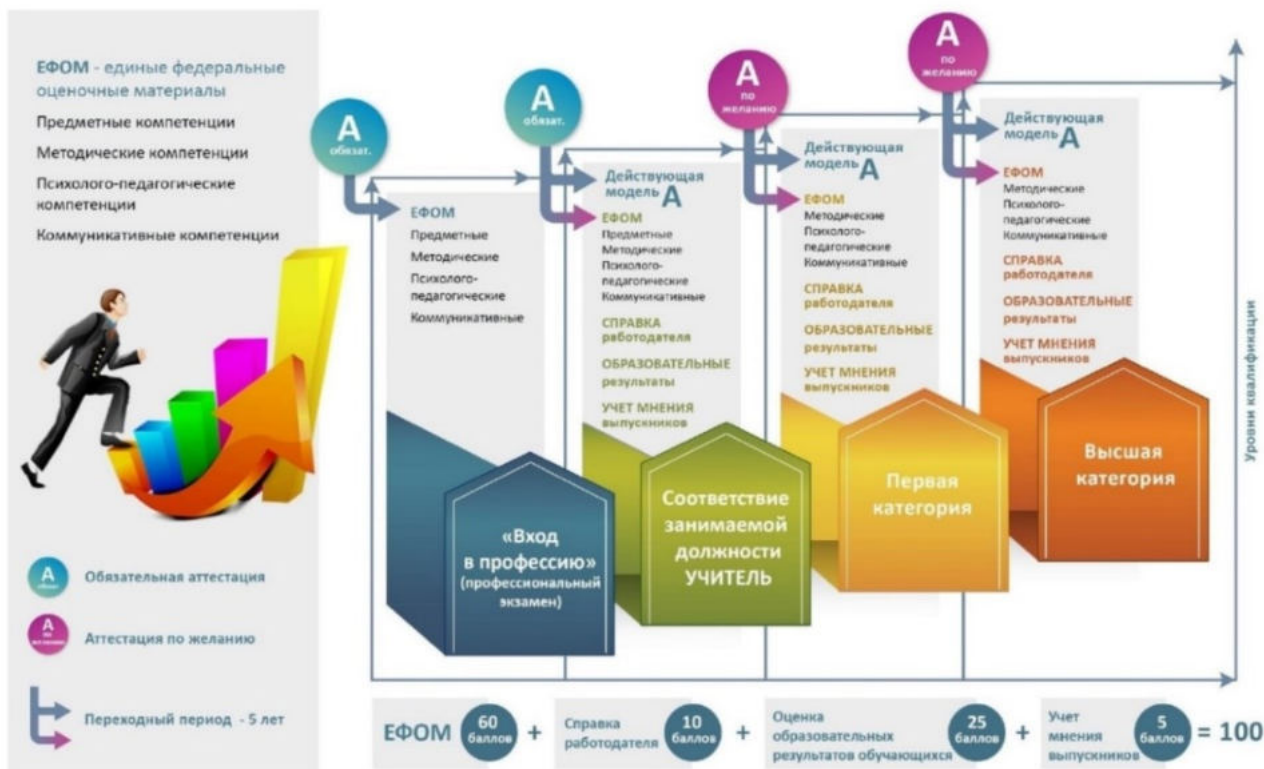 ЕФОМ - единые федеральные
оценочные материалы
Предметные компетенции
Методические компетенции
Психолого-педагогические
компетенции
Коммуникативные компетенции
А
обяз.
Обязательная аттестация
А
по
желанию
Аттестация по желанию
Переходный период - 5 лет
А
обязат.
ЕФОМ
Предметные
Методические
Психолого-
педагогические
Коммуникативные
«Вход
в профессию»
(профессиональный
экзамен)
А
обязат.
Действующая
модель А
ЕФОМ
Предметные
Методические
Психолого-
педагогические
Коммуникативные
СПРАВКА
работодателя
ОБРАЗОВАТЕЛЬНЫЕ
результаты
УЧЕТ МНЕНИЯ
выпускников
Соответствие
занимаемой
должности
УЧИТЕЛЬ
А
по
желанию
Действующая
модель А
ЕФОМ
Методические
Психолого-
педагогические
Коммуникативные
СПРАВКА
работодателя
ОБРАЗОВАТЕЛЬНЫЕ
результаты
УЧЕТ МНЕНИЯ
выпускников
Первая
категория
А
по
желанию
Действующая
модель А
ЕФОМ
Методические
Психолого-
педагогические
Коммуникативные
СПРАВКА
работодателя
ОБРАЗОВАТЕЛЬНЫЕ
результаты
УЧЕТ МНЕНИЯ
выпускников
Высшая
категория
Уровни квалификации
ЕФОМ 60 баллов +
Справка
работодателя
10 баллов +
Оценка
образовательных
результатов обучающихся
25 баллов +
Учет
мнения
выпускников
5 баллов = 100